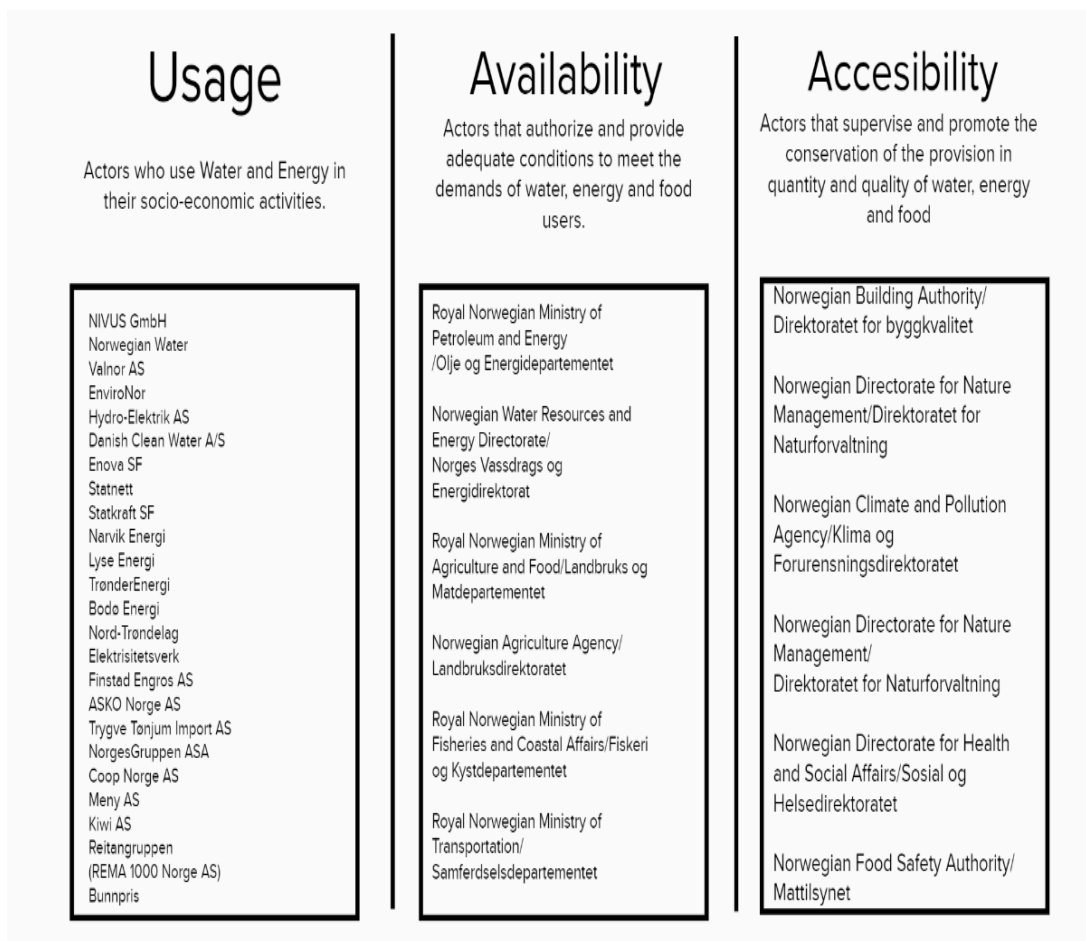 Usage
Actors who use Water and Energy in
their socio-economic activities.
NIVUS GmbH
Norwegian Water
Valnor AS
EnviroNor
Hydro-Elektrik AS
Danish Clean Water A/S
Enova SF
Statnett
Statkraft SF
Narvik Energi
Lyse Energi
TrønderEnergi
Bodø Energi
Nord-Trøndelag
Elektrisitetsverk
Finstad Engros AS
ASKO Norge AS
Trygve Tønjum Import AS
NorgesGruppen ASA
Coop Norge AS
Meny AS
Kiwi AS
Reitangruppen
(REMA 1000 Norge AS)
Bunnpris
Availability
Actors that authorize and provide
adequate conditions to meet the
demands of water, energy and food
users.
Royal Norwegian Ministry of
Petroleum and Energy
/Olje og Energidepartementet
Norwegian Water Resources and
Energy Directorate/
Norges Vassdrags og
Energidirektorat
Royal Norwegian Ministry of
Agriculture and Food/Landbruks og
Matdepartementet
Norwegian Agriculture Agency/
Landbruksdirektoratet
Royal Norwegian Ministry of
Fisheries and Coastal Affairs/Fiskeri
og Kystdepartementet
Royal Norwegian Ministry of
Transportation/
Samferdselsdepartementet
Accesibility
Actors that supervise and promote the
conservation of the provision in
quantity and quality of water, energy
and food
Norwegian Building Authority/
Direktoratet for byggkvalitet
Norwegian Directorate for Nature
Management/Direktoratet for
Naturforvaltning
Norwegian Climate and Pollution
Agency/Klima og
Forurensningsdirektoratet
Norwegian Directorate for Nature
Management/
Direktoratet for Naturforvaltning
Norwegian Directorate for Health
and Social Affairs/Sosial og
Helsedirektoratet
Norwegian Food Safety Authority/
Mattilsynet